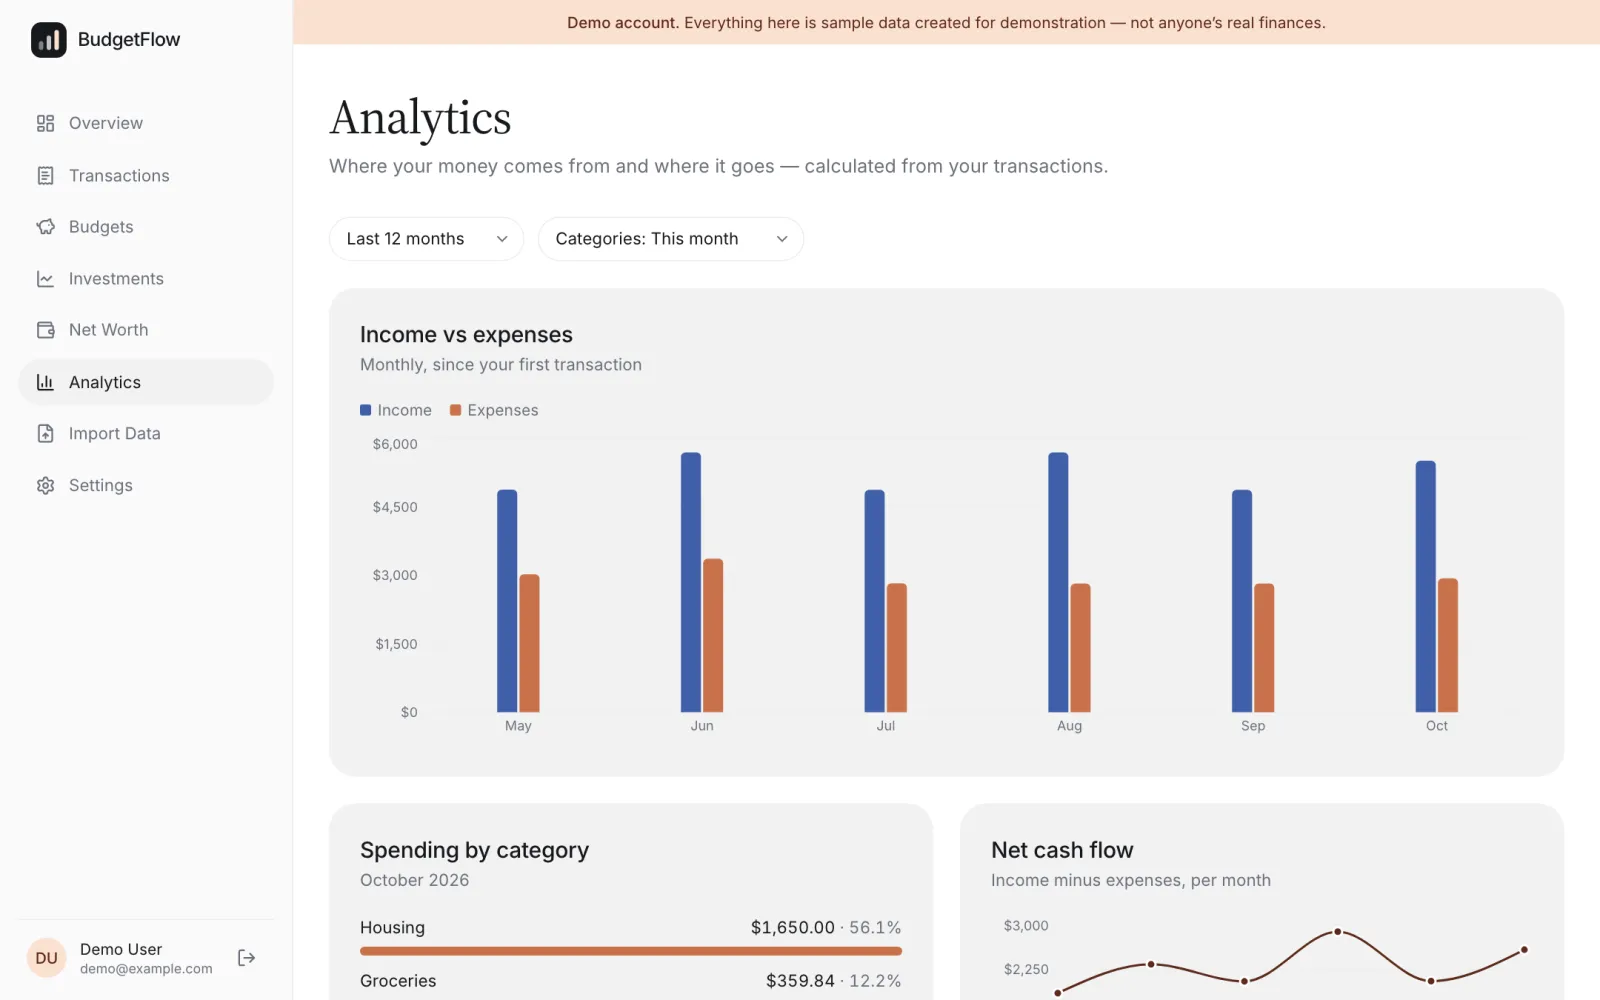 BudgetFlow
Demo account. Everything here is sample data created for demonstration — not anyone’s real finances.
Overview
Transactions
Budgets
Investments
Net Worth
Analytics
Import Data
Settings
DU
Demo User
demo@example.com
Analytics
Where your money comes from and where it goes — calculated from your transactions.
Last 12 months
Categories: This month
Income vs expenses
Monthly, since your first transaction
Income
Expenses
$6,000
$4,500
$3,000
$1,500
$0
May
Jun
Jul
Aug
Sep
Oct
Spending by category
October 2026
Housing
$1,650.00 · 56.1%
Groceries
$359.84 · 12.2%
Net cash flow
Income minus expenses, per month
$3,000
$2,250